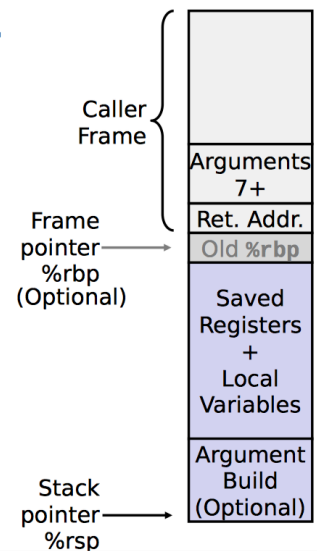 Caller
Frame
Arguments
7+
Ret. Addr.
Frame
pointer
%rbp
(Optional)
Old %rbp
Saved
Registers
+
Local
Variables
Argument
Build
(Optional)
Stack
pointer
%rsp